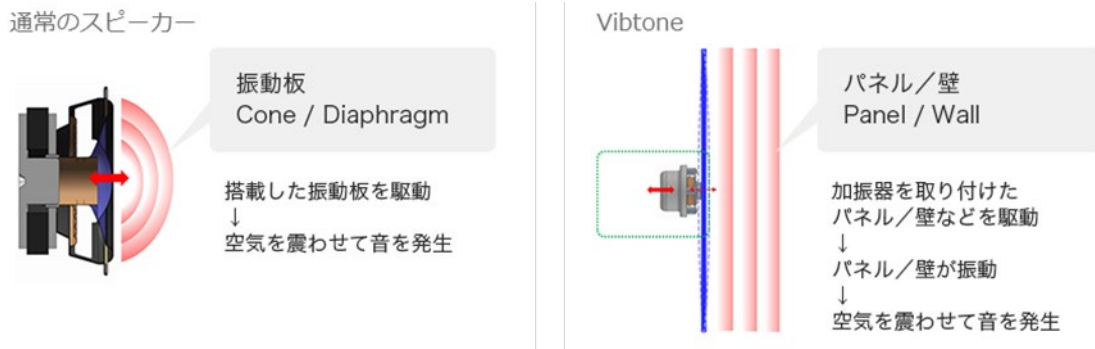 通常のスピーカー
振動板
Cone / Diaphragm
搭載した振動板を駆動
↓
空気を震わせて音を発生
Vibtone
パネル／壁
Panel / Wall
加振器を取り付けた
パネル／壁などを駆動
↓
パネル／壁が振動
↓
空気を震わせて音を発生